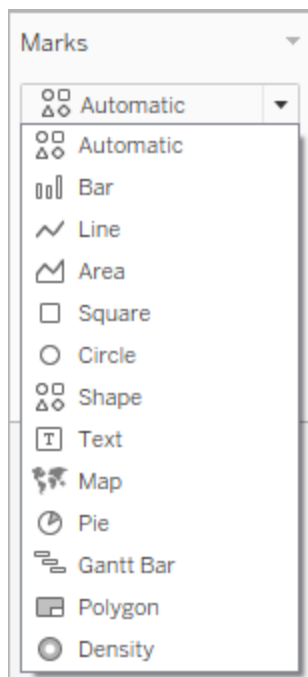 Marks
Automatic
Automatic
Bar
Line
Area
Square
Circle
Shape
T Text
Map
Pie
Gantt Bar
Polygon
Density